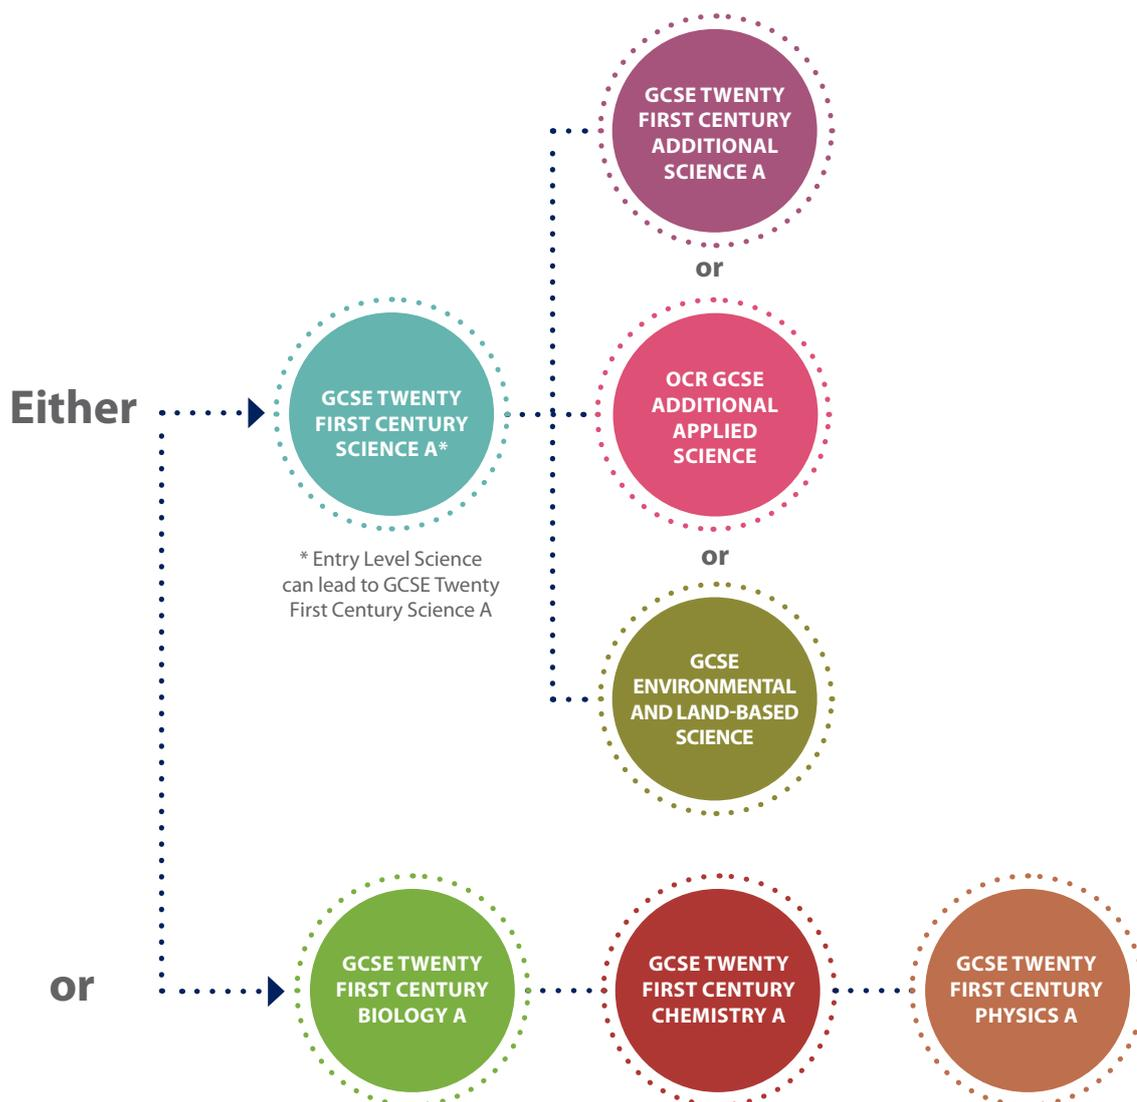 GCSE TWENTY
FIRST CENTURY
ADDITIONAL
SCIENCE A
or
Either
GCSE TWENTY
FIRST CENTURY
SCIENCE A*
OCR GCSE
ADDITIONAL
APPLIED
SCIENCE
* Entry Level Science
can lead to GCSE Twenty
First Century Science A
or
GCSE
ENVIRONMENTAL
AND LAND-BASED
SCIENCE
or
GCSE TWENTY
FIRST CENTURY
BIOLOGY A
GCSE TWENTY
FIRST CENTURY
CHEMISTRY A
GCSE TWENTY
FIRST CENTURY
PHYSICS A